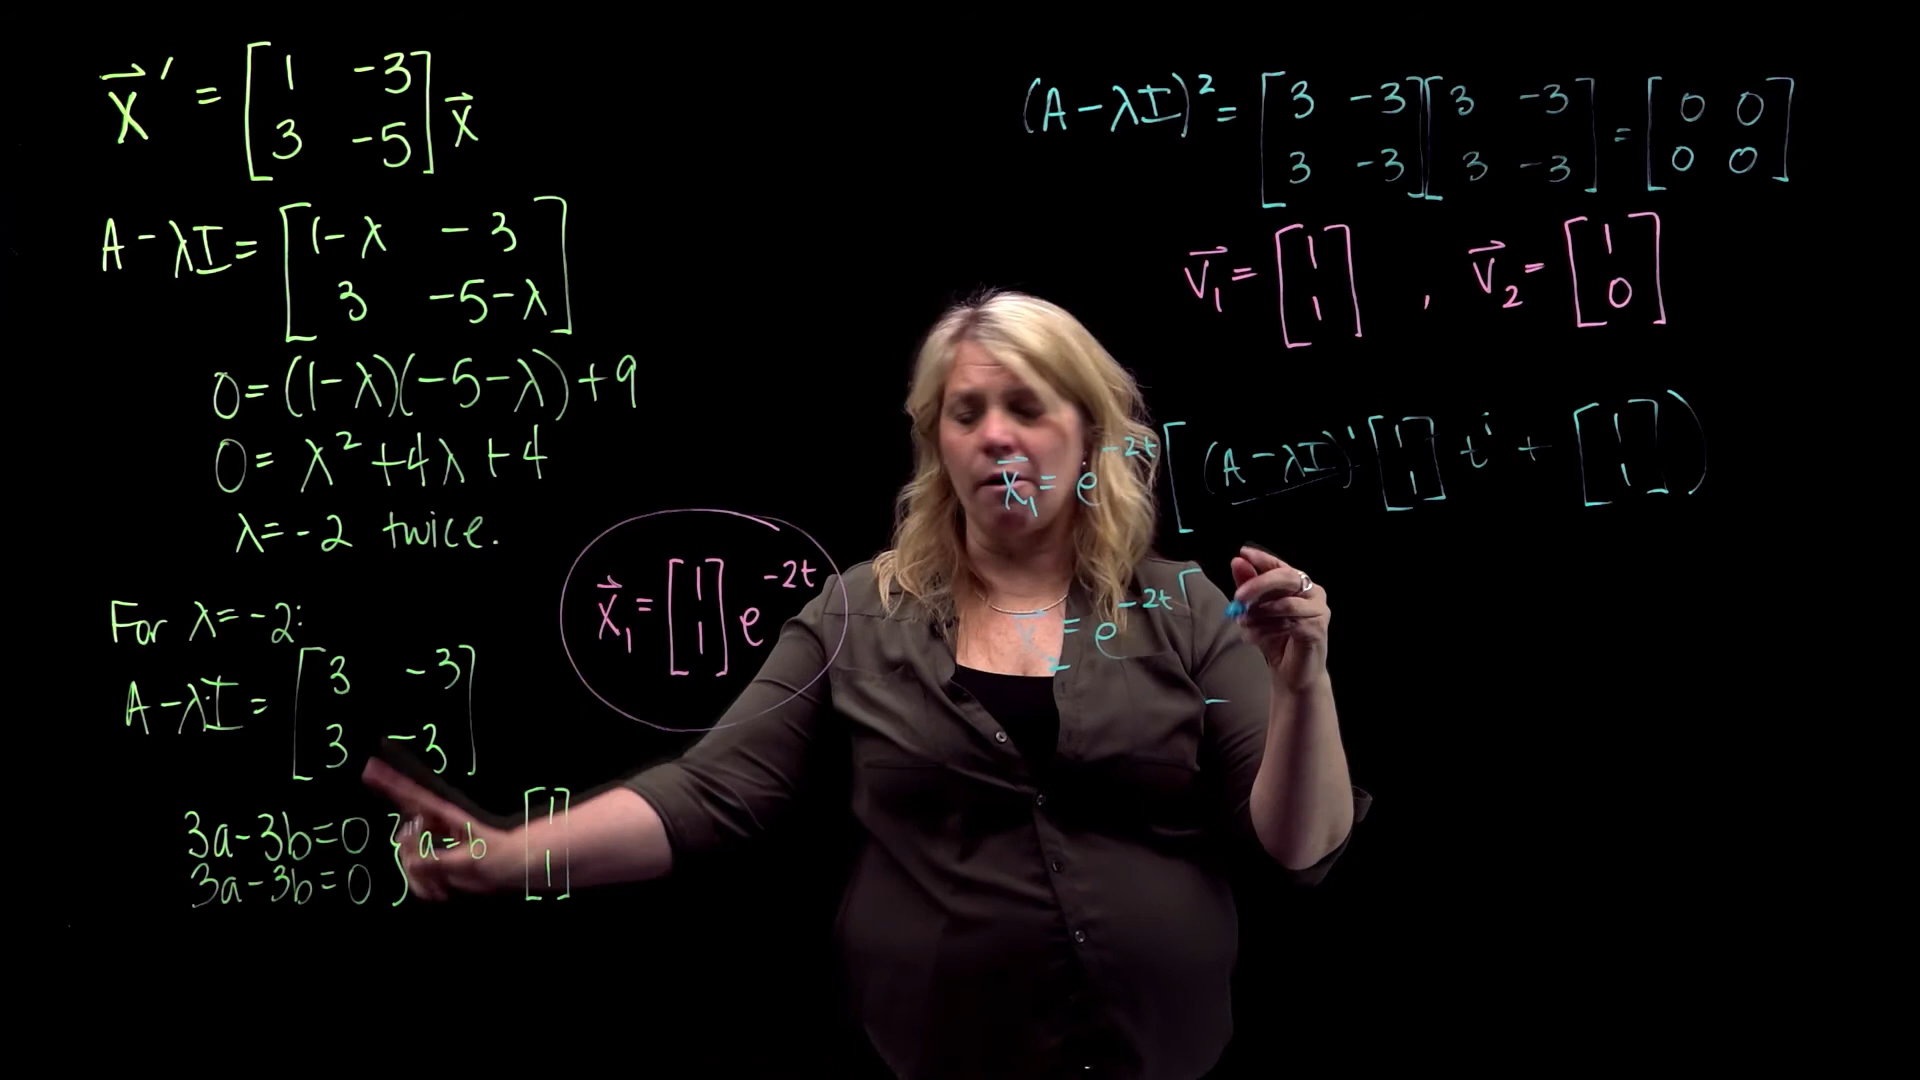 x⃗' = [1 -3; 3 -5] x⃗
A - λI = [1-λ -3; 3 -5-λ]
0 = (1-λ)(-5-λ) + 9
0 = λ² + 4λ + 4
λ = -2 twice.
For λ = -2:
A - λI = [3 -3; 3 -3]
3a - 3b = 0
3a - 3b = 0 } a = b [1; 1]
x⃗₁ = [1; 1] e^{-2t}
(A - λI)² = [3 -3; 3 -3][3 -3; 3 -3] = [0 0; 0 0]
v⃗₁ = [1; 1] , v⃗₂ = [1; 0]
x⃗₁ = e^{-2t} [(A - λI)¹ [1; 1] tⁱ + [1; 1])
x⃗₂ = e^{-2t} [